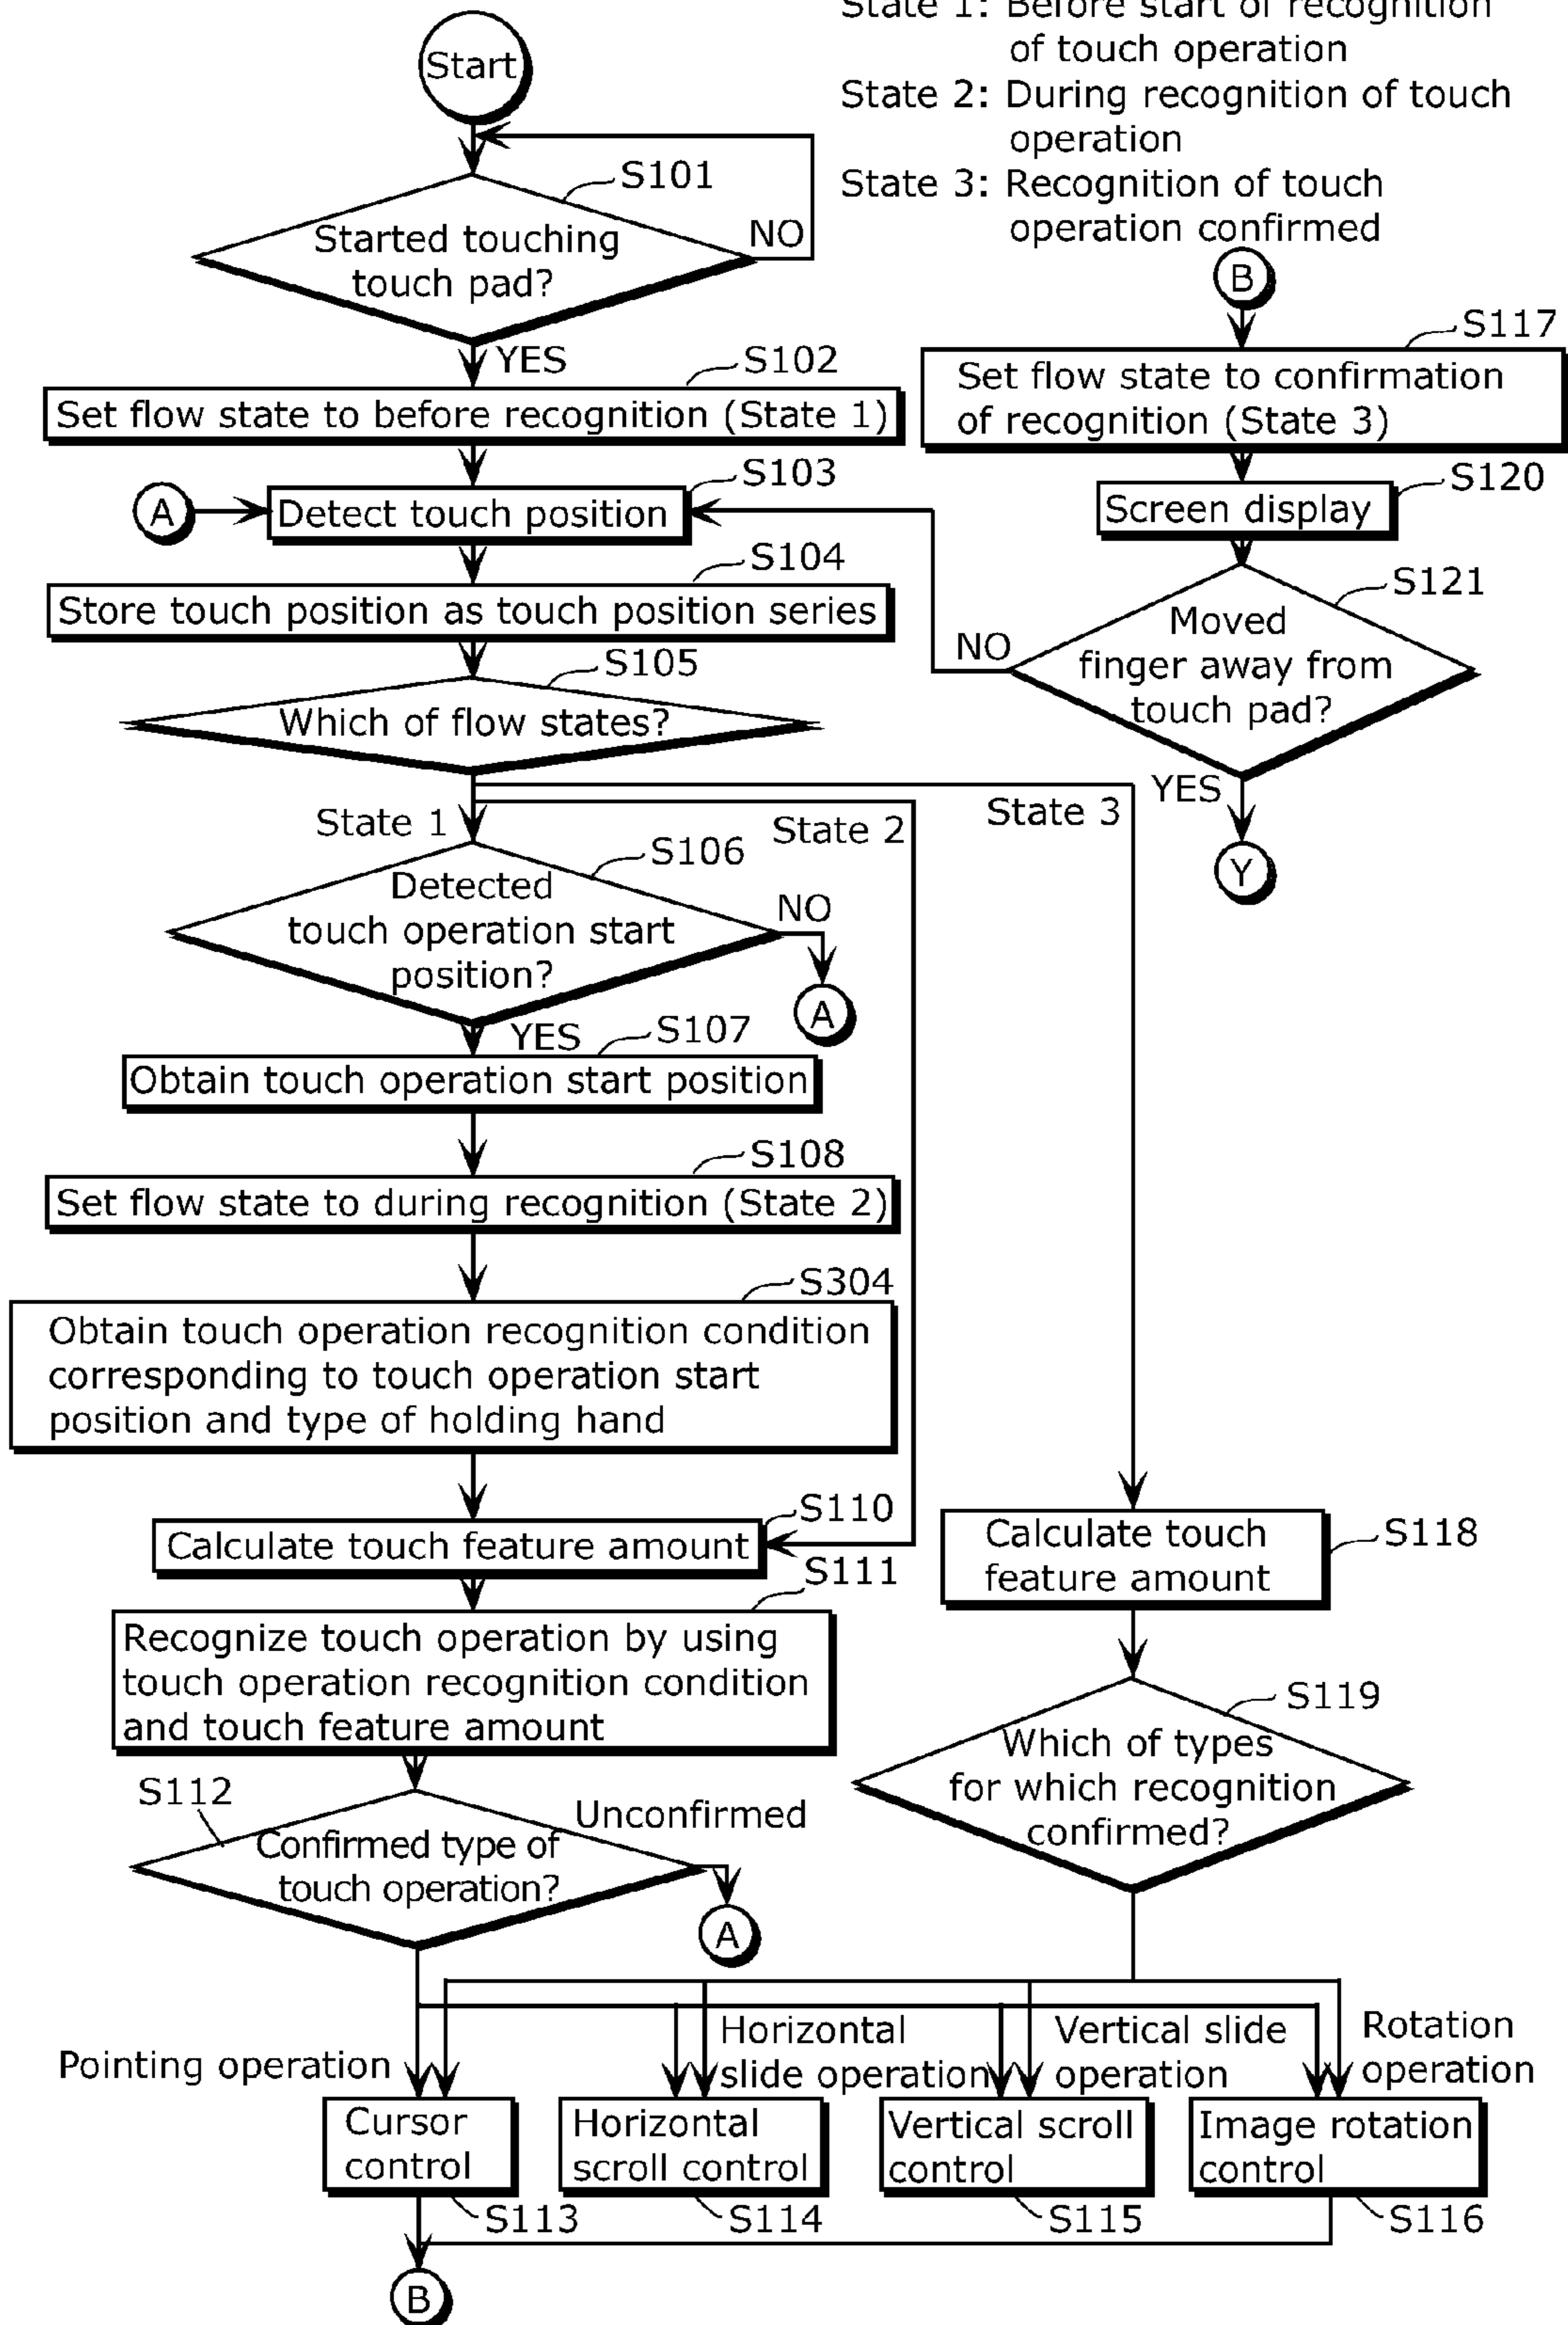 Start
State 1: Before start of recognition
of touch operation
State 2: During recognition of touch
operation
State 3: Recognition of touch
operation confirmed
S101
Started touching
touch pad?
NO
YES
S102
Set flow state to before recognition (State 1)
S103
A
Detect touch position
S104
Store touch position as touch position series
S105
Which of flow states?
State 1
State 2
State 3
S106
Detected
touch operation start
position?
NO
A
YES
S107
Obtain touch operation start position
S108
Set flow state to during recognition (State 2)
S304
Obtain touch operation recognition condition
corresponding to touch operation start
position and type of holding hand
S110
Calculate touch feature amount
S111
Recognize touch operation by using
touch operation recognition condition
and touch feature amount
S112
Confirmed type of
touch operation?
Unconfirmed
A
B
S117
Set flow state to confirmation
of recognition (State 3)
S120
Screen display
S121
Moved
finger away from
touch pad?
NO
YES
Y
S118
Calculate touch
feature amount
S119
Which of types
for which recognition
confirmed?
Pointing operation
Horizontal
slide operation
Vertical slide
operation
Rotation
operation
Cursor
control
S113
Horizontal
scroll control
S114
Vertical scroll
control
S115
Image rotation
control
S116
B